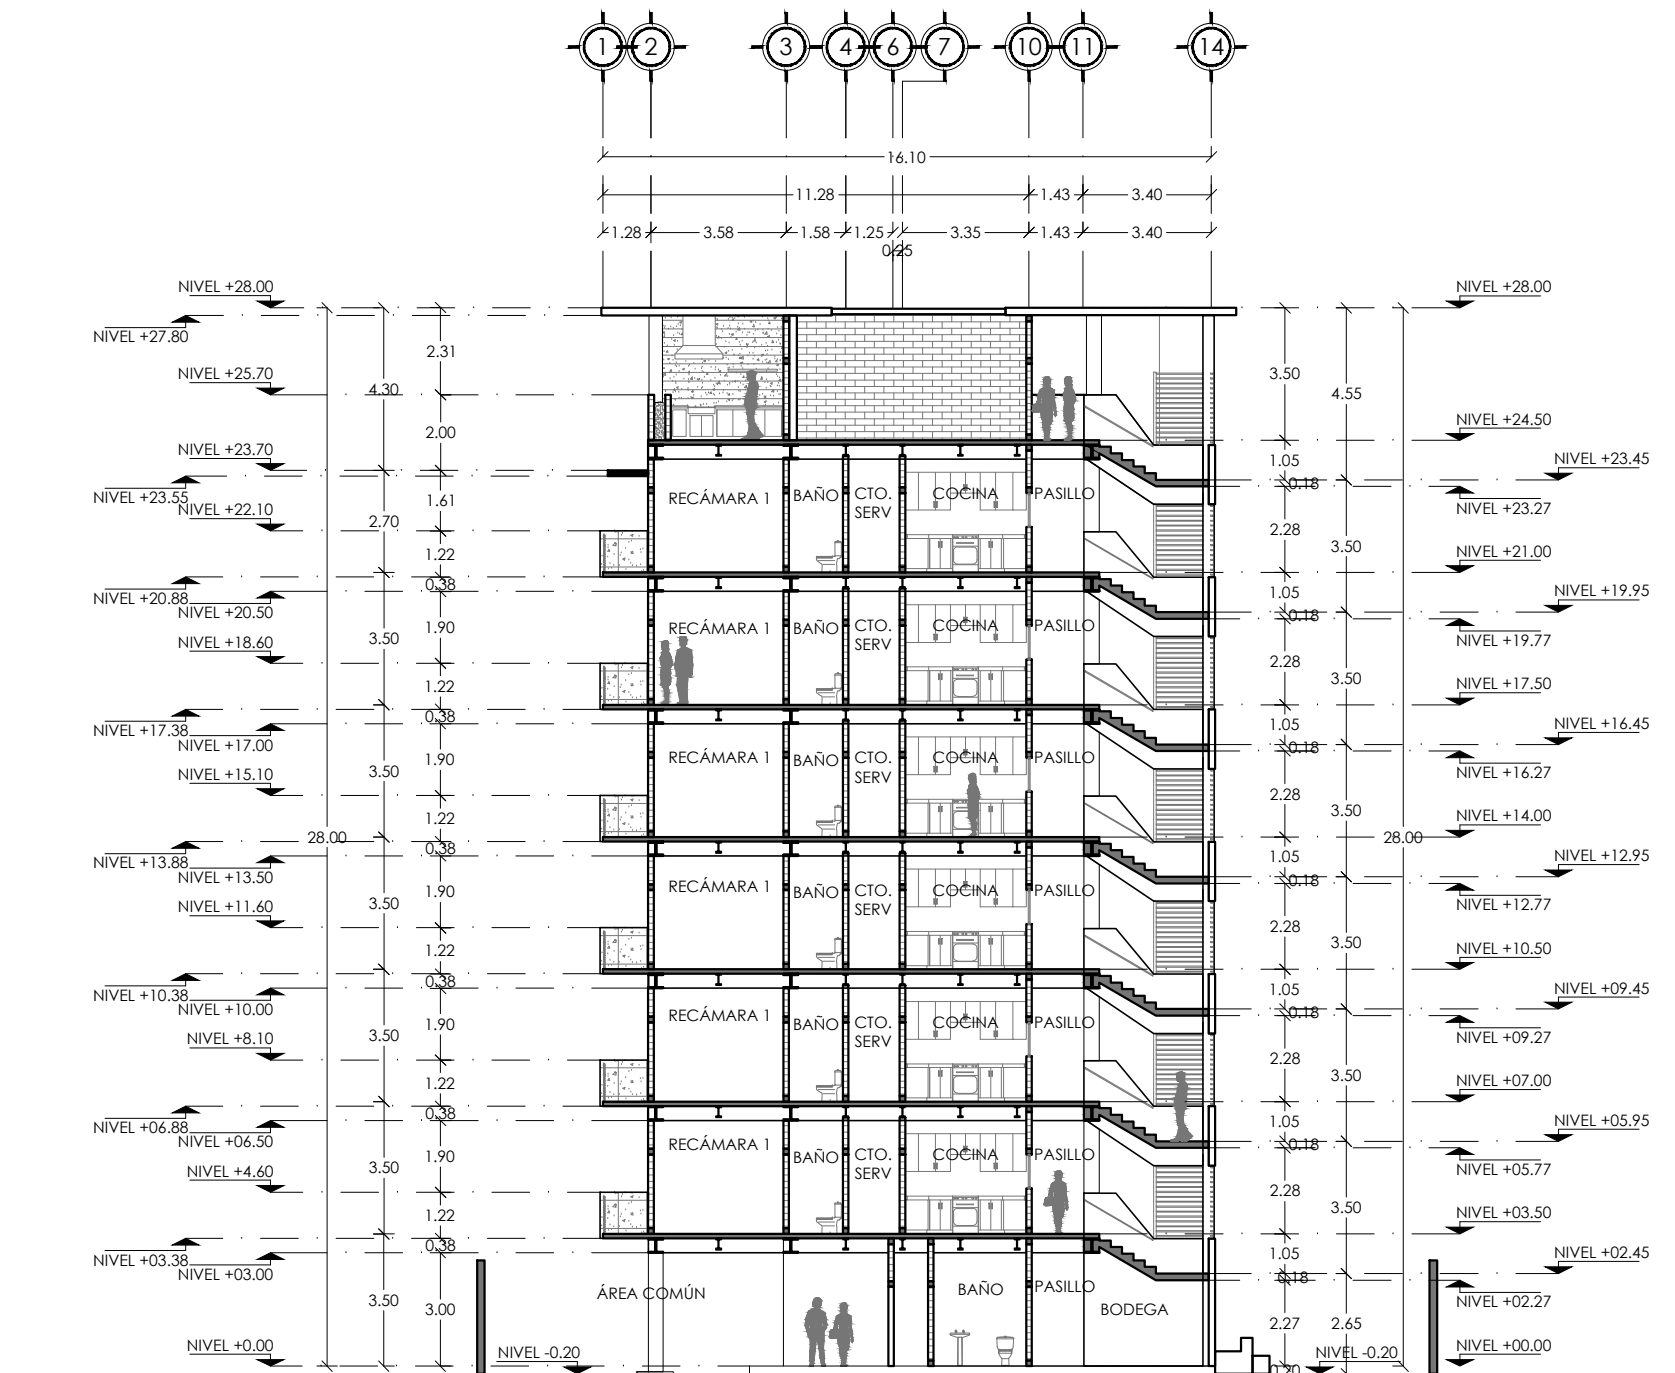 1 2 3 4 6 7 10 11 14
16.10
11.28 1.43 3.40
1.28 3.58 1.58 1.25 3.35 1.43 3.40
0.25
NIVEL +28.00
NIVEL +27.80
NIVEL +25.70
NIVEL +23.70
NIVEL +23.55
NIVEL +22.10
NIVEL +20.88
NIVEL +20.50
NIVEL +18.60
NIVEL +17.38
NIVEL +17.00
NIVEL +15.10
NIVEL +13.88
NIVEL +13.50
NIVEL +11.60
NIVEL +10.38
NIVEL +10.00
NIVEL +8.10
NIVEL +06.88
NIVEL +06.50
NIVEL +4.60
NIVEL +03.38
NIVEL +03.00
NIVEL +0.00
28.00
4.30
2.70
3.50
3.50
3.50
3.50
3.50
3.50
2.31
2.00
1.61
1.22
0.38
1.90
1.22
0.38
1.90
1.22
0.38
1.90
1.22
0.38
1.90
1.22
0.38
1.90
1.22
0.38
3.00
NIVEL -0.20
RECÁMARA 1 BAÑO CTO. COCINA PASILLO
SERV
RECÁMARA 1 BAÑO CTO. COCINA PASILLO
SERV
RECÁMARA 1 BAÑO CTO. COCINA PASILLO
SERV
RECÁMARA 1 BAÑO CTO. COCINA PASILLO
SERV
RECÁMARA 1 BAÑO CTO. COCINA PASILLO
SERV
RECÁMARA 1 BAÑO CTO. COCINA PASILLO
SERV
ÁREA COMÚN BAÑO PASILLO
BODEGA
3.50
1.05
0.18
2.28
1.05
0.18
2.28
1.05
0.18
2.28
1.05
0.18
2.28
1.05
0.18
2.28
1.05
0.18
2.28
1.05
0.18
2.27
0.20
4.55
3.50
3.50
3.50
3.50
3.50
3.50
2.65
28.00
NIVEL -0.20
NIVEL +28.00
NIVEL +24.50
NIVEL +23.45
NIVEL +23.27
NIVEL +21.00
NIVEL +19.95
NIVEL +19.77
NIVEL +17.50
NIVEL +16.45
NIVEL +16.27
NIVEL +14.00
NIVEL +12.95
NIVEL +12.77
NIVEL +10.50
NIVEL +09.45
NIVEL +09.27
NIVEL +07.00
NIVEL +05.95
NIVEL +05.77
NIVEL +03.50
NIVEL +02.45
NIVEL +02.27
NIVEL +00.00